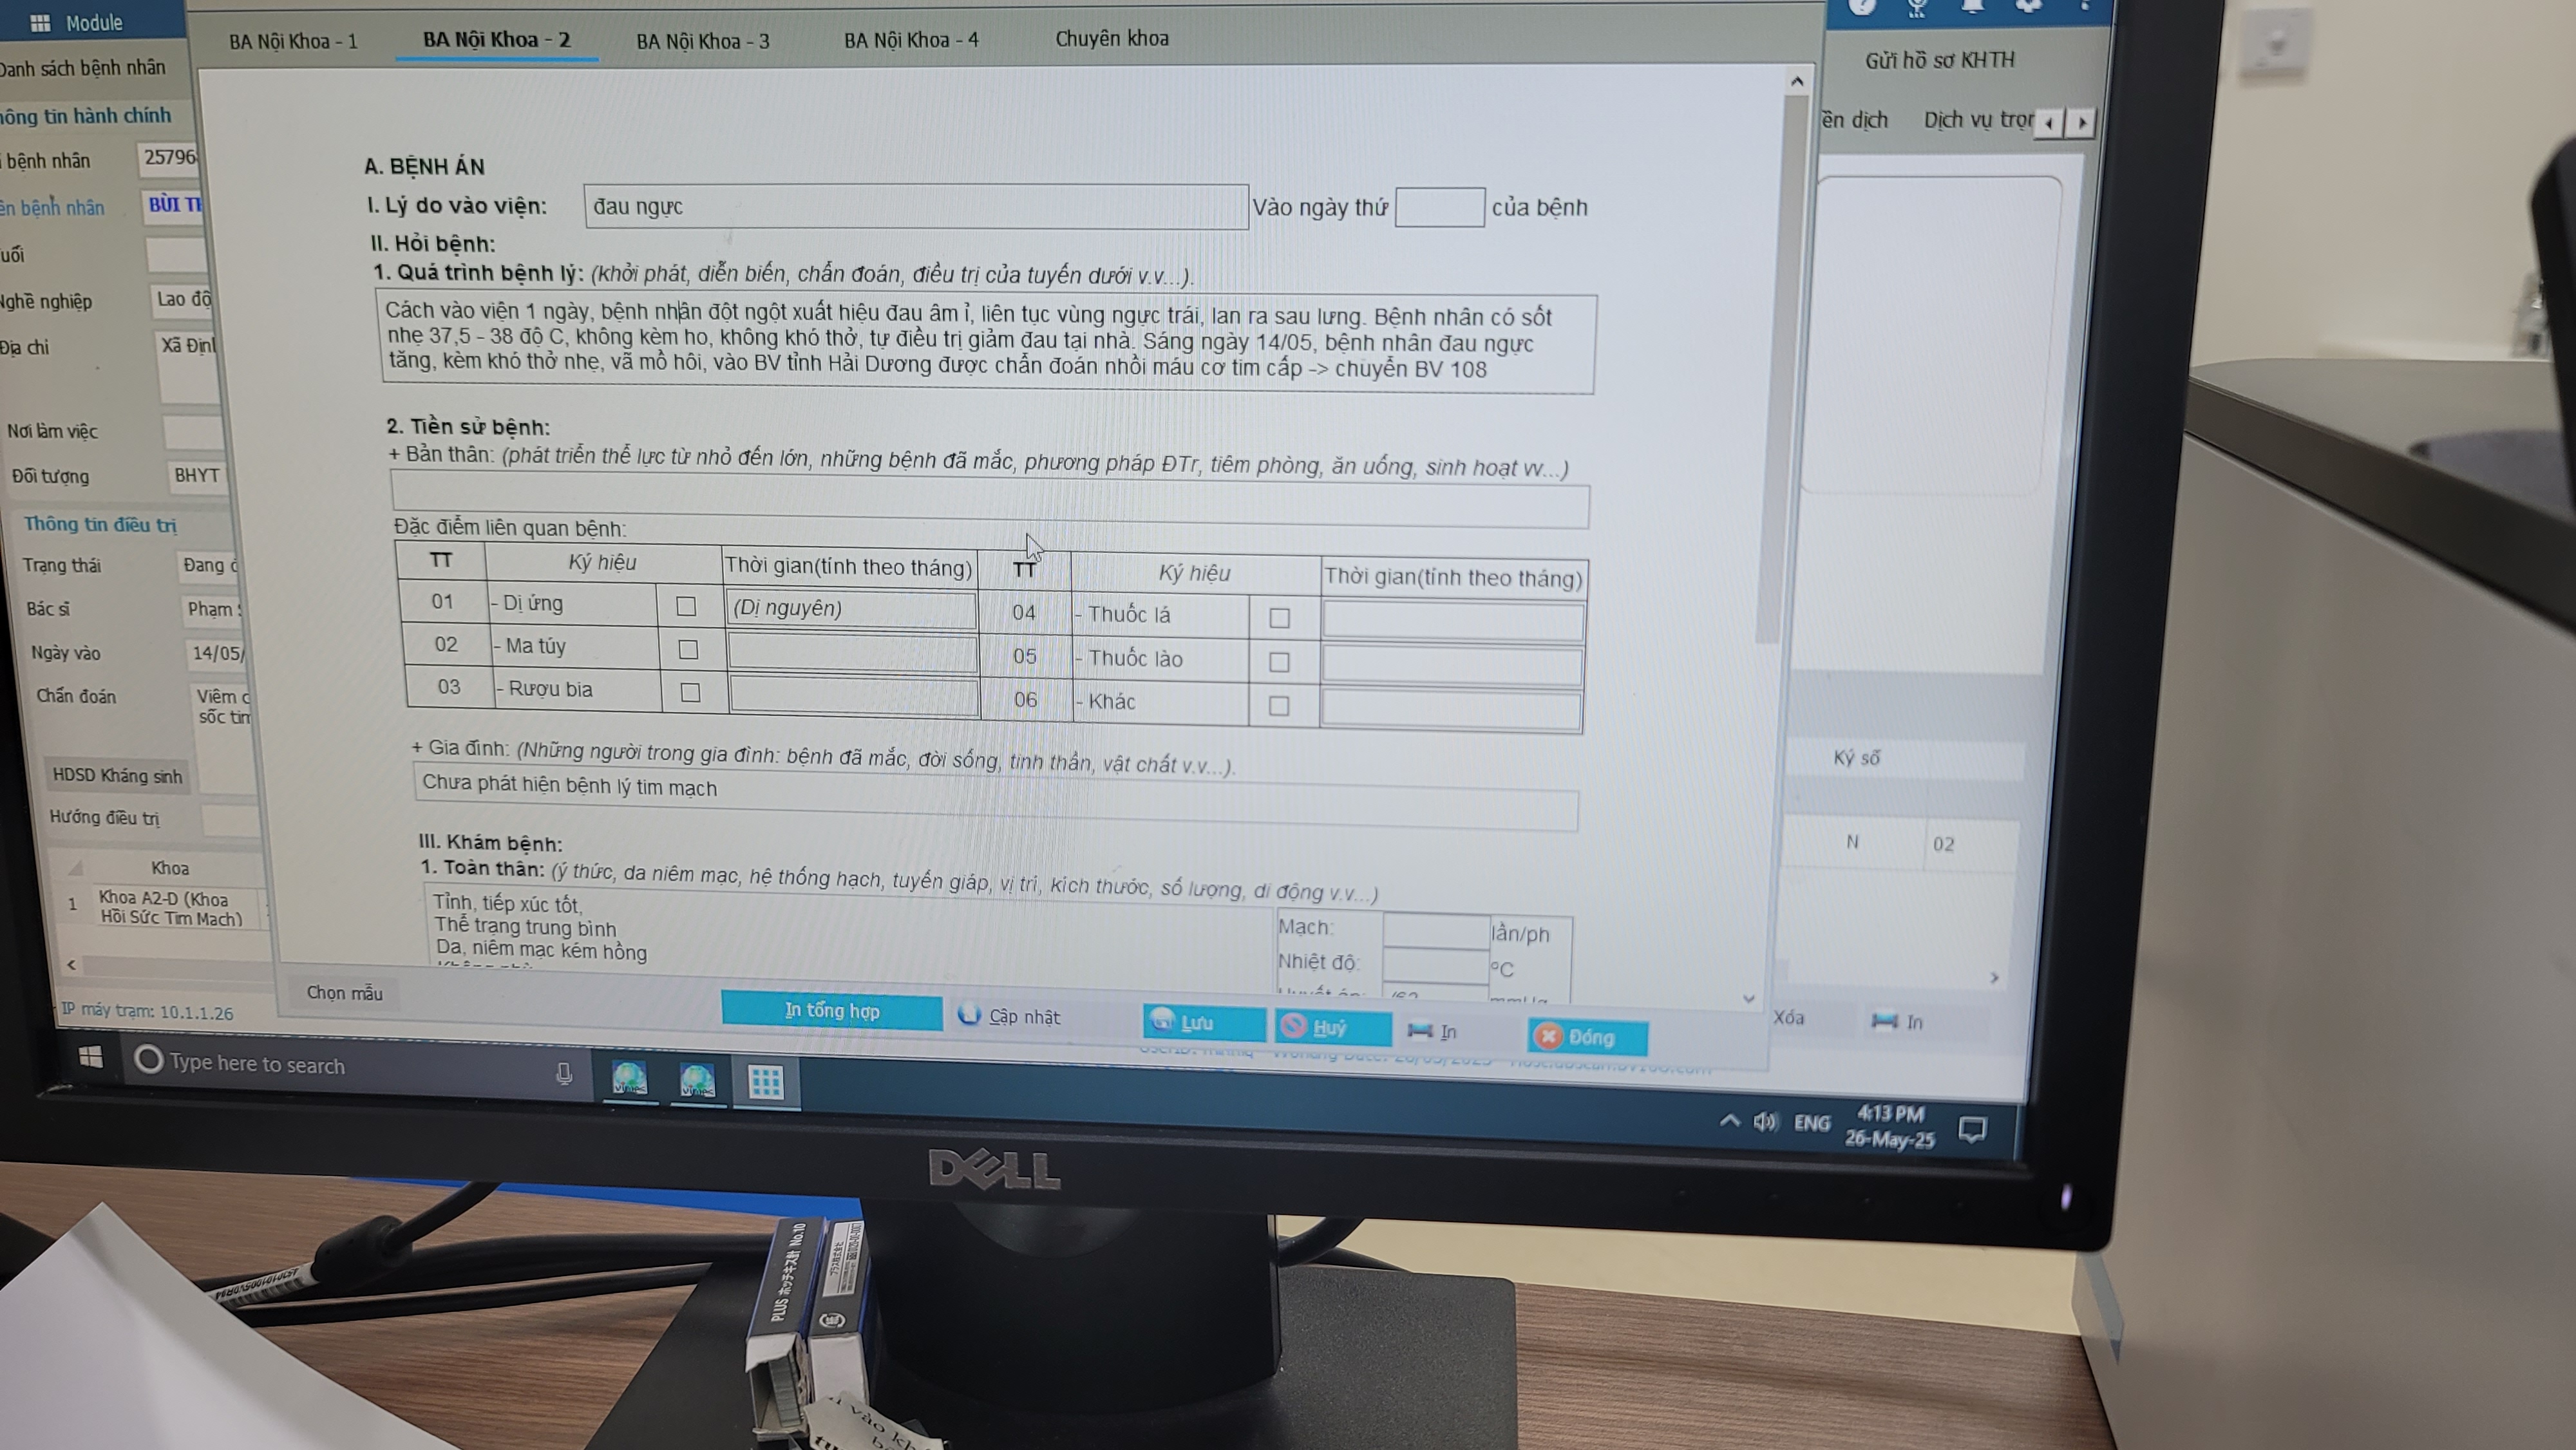 Module
BA Nội Khoa - 1
BA Nội Khoa - 2
BA Nội Khoa - 3
BA Nội Khoa - 4
Chuyên khoa
Danh sách bệnh nhân
Gửi hồ sơ KHTH
Dịch vụ
hành chính
bệnh nhân
25796
bệnh nhân
BÙI
Nghề nghiệp
Lao
Địa chỉ
Xã
Nơi làm việc
Đối tượng
BHYT
Thông tin điều trị
Trạng thái
Đang
Bác sĩ
Phạm
Ngày vào
14/05/
Chẩn đoán
Viêm
sốc
HDSD Kháng sinh
Hướng điều trị
Khoa
1
Khoa A2-D (Khoa
Hồi Sức Tim Mạch)
IP máy trạm: 10.1.1.26
A. BỆNH ÁN
I. Lý do vào viện: đau ngực Vào ngày thứ của bệnh
II. Hỏi bệnh:
1. Quá trình bệnh lý: (khởi phát, diễn biến, chẩn đoán, điều trị của tuyến dưới v.v...).
Cách vào viện 1 ngày, bệnh nhân đột ngột xuất hiệu đau âm ỉ, liên tục vùng ngực trái, lan ra sau lưng. Bệnh nhân có sốt
nhẹ 37,5 - 38 độ C, không kèm ho, không khó thở, tự điều trị giảm đau tại nhà. Sáng ngày 14/05, bệnh nhân đau ngực
tăng, kèm khó thở nhẹ, vã mồ hôi, vào BV tỉnh Hải Dương được chẩn đoán nhồi máu cơ tim cấp -> chuyển BV 108
2. Tiền sử bệnh:
+ Bản thân: (phát triển thể lực từ nhỏ đến lớn, những bệnh đã mắc, phương pháp ĐTr, tiêm phòng, ăn uống, sinh hoạt vv...)
Đặc điểm liên quan bệnh:
TT Ký hiệu Thời gian(tính theo tháng) TT Ký hiệu Thời gian(tính theo tháng)
01 - Dị ứng (Dị nguyên) 04 - Thuốc lá
02 - Ma túy 05 - Thuốc lào
03 - Rượu bia 06 - Khác
+ Gia đình: (Những người trong gia đình: bệnh đã mắc, đời sống, tinh thần, vật chất v.v...).
Chưa phát hiện bệnh lý tim mạch
III. Khám bệnh:
1. Toàn thân: (ý thức, da niêm mạc, hệ thống hạch, tuyến giáp, vị trí, kích thước, số lượng, di động v.v...)
Tỉnh, tiếp xúc tốt,
Thể trạng trung bình
Da, niêm mạc kém hồng
Mạch: lần/ph
Nhiệt độ: °C
Ký số
N 02
Chọn mẫu
In tổng hợp
Cập nhật
Lưu
Huỷ
In
Đóng
Xóa
In
Type here to search
ENG
4:13 PM
26-May-25
DELL
PLUS ホッチキス針 No.10